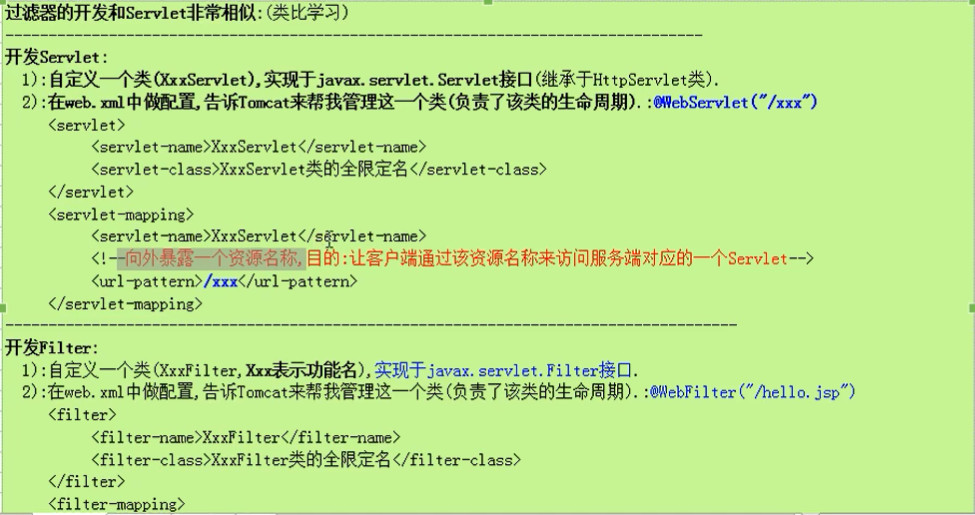 过滤器的开发和Servlet非常相似:(类比学习)
--------------------------------------------------------------------------------
开发Servlet:
1):自定义一个类(XxxServlet),实现于javax.servlet.Servlet接口(继承于HttpServlet类).
2):在web.xml中做配置,告诉Tomcat来帮我管理这一个类(负责了该类的生命周期).:@WebServlet("/xxx")
<servlet>
<servlet-name>XxxServlet</servlet-name>
<servlet-class>XxxServlet类的全限定名</servlet-class>
</servlet>
<servlet-mapping>
<servlet-name>XxxServlet</servlet-name>
<!--向外暴露一个资源名称,目的:让客户端通过该资源名称来访问服务端对应的一个Servlet-->
<url-pattern>/xxx</url-pattern>
</servlet-mapping>
------------------------------------------------------------------------------------
开发Filter:
1):自定义一个类(XxxFilter,Xxx表示功能名),实现于javax.servlet.Filter接口.
2):在web.xml中做配置,告诉Tomcat来帮我管理这一个类(负责了该类的生命周期).:@WebFilter("/hello.jsp")
<filter>
<filter-name>XxxFilter</filter-name>
<filter-class>XxxFilter类的全限定名</filter-class>
</filter>
<filter-mapping>